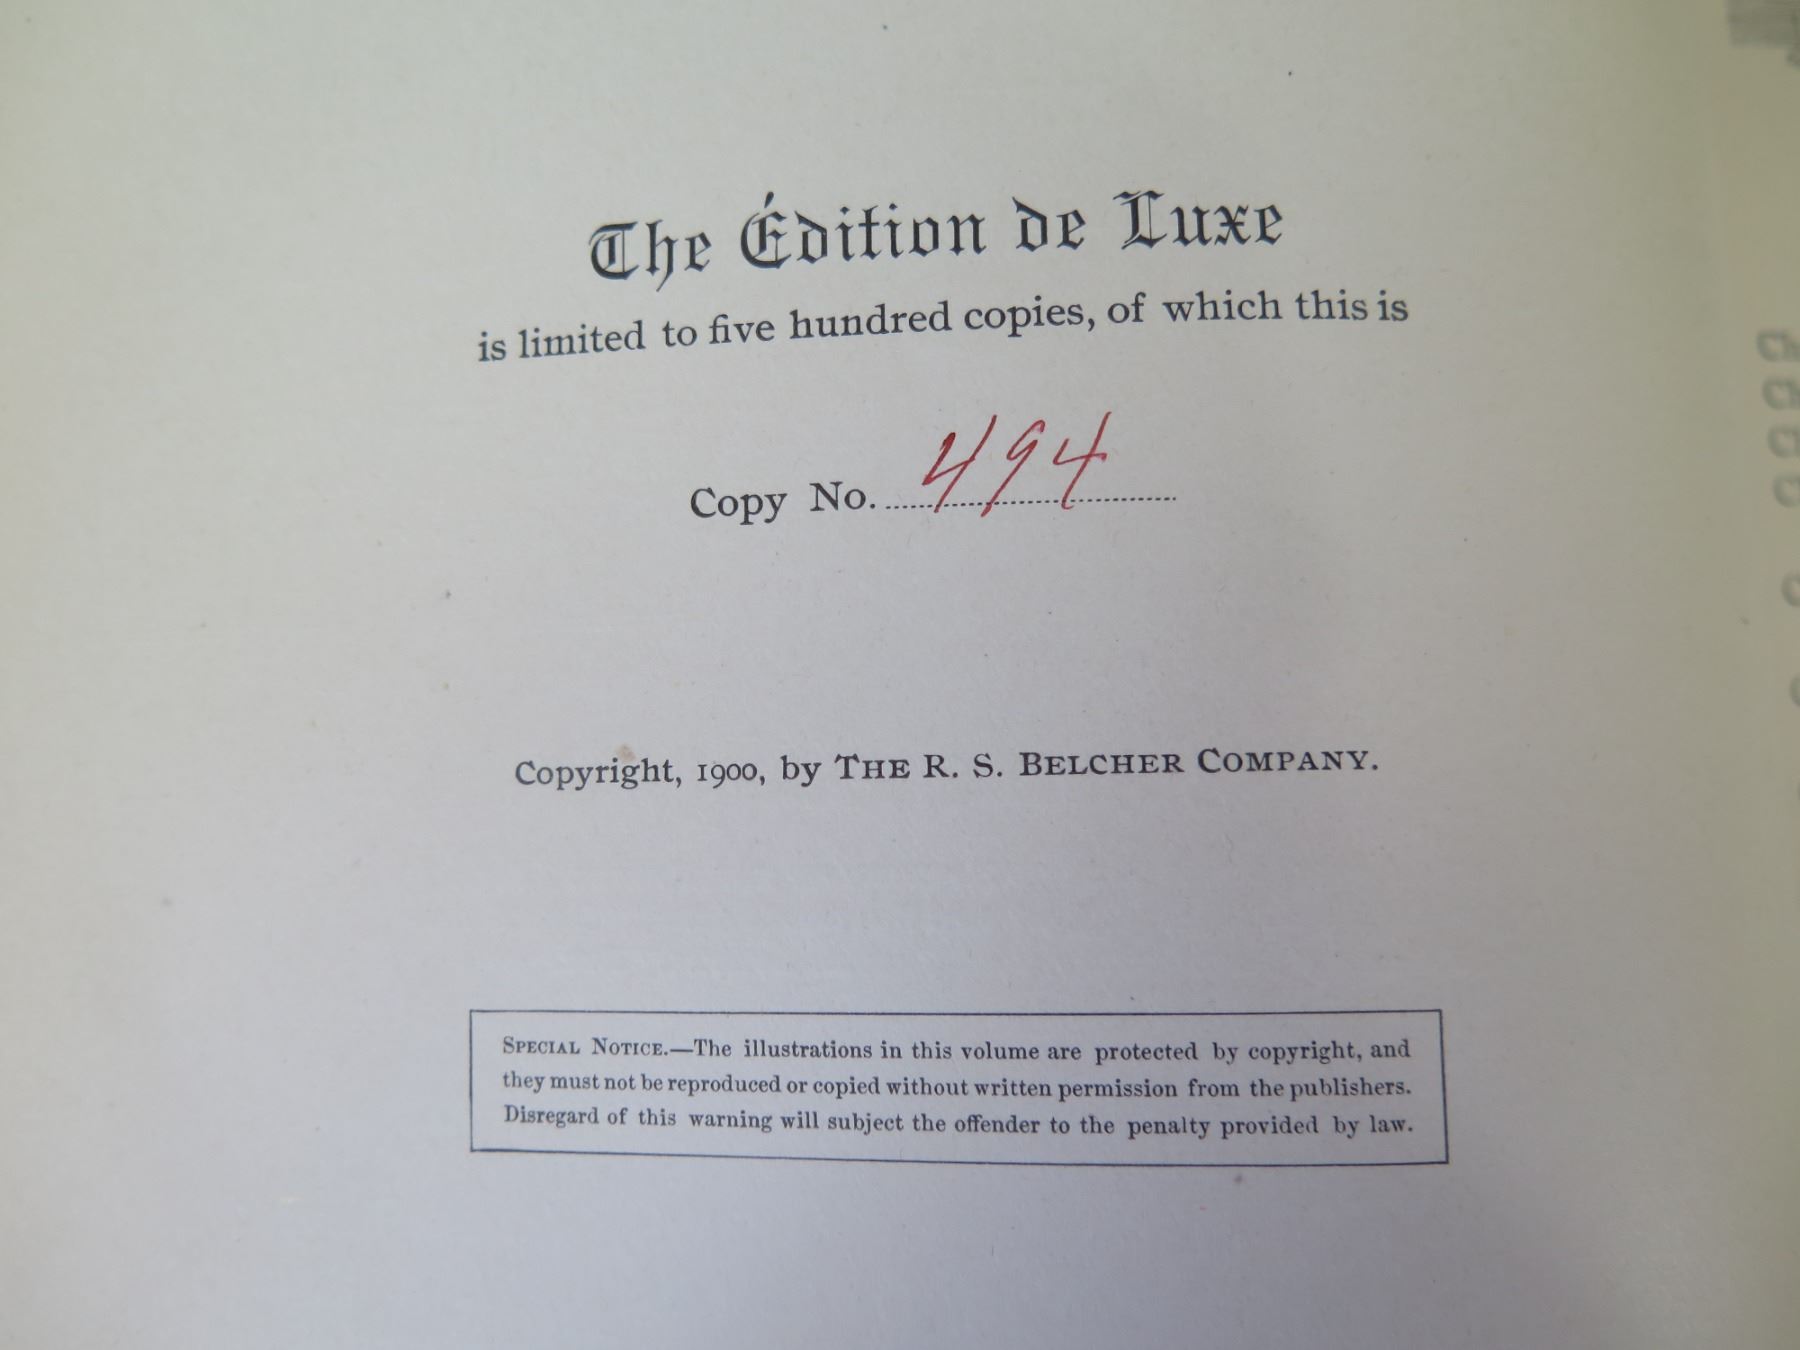 The Édition de Luxe
is limited to five hundred copies, of which this is
Copy No. 494
Copyright, 1900, by THE R. S. BELCHER COMPANY.
SPECIAL NOTICE.—The illustrations in this volume are protected by copyright, and
they must not be reproduced or copied without written permission from the publishers.
Disregard of this warning will subject the offender to the penalty provided by law.